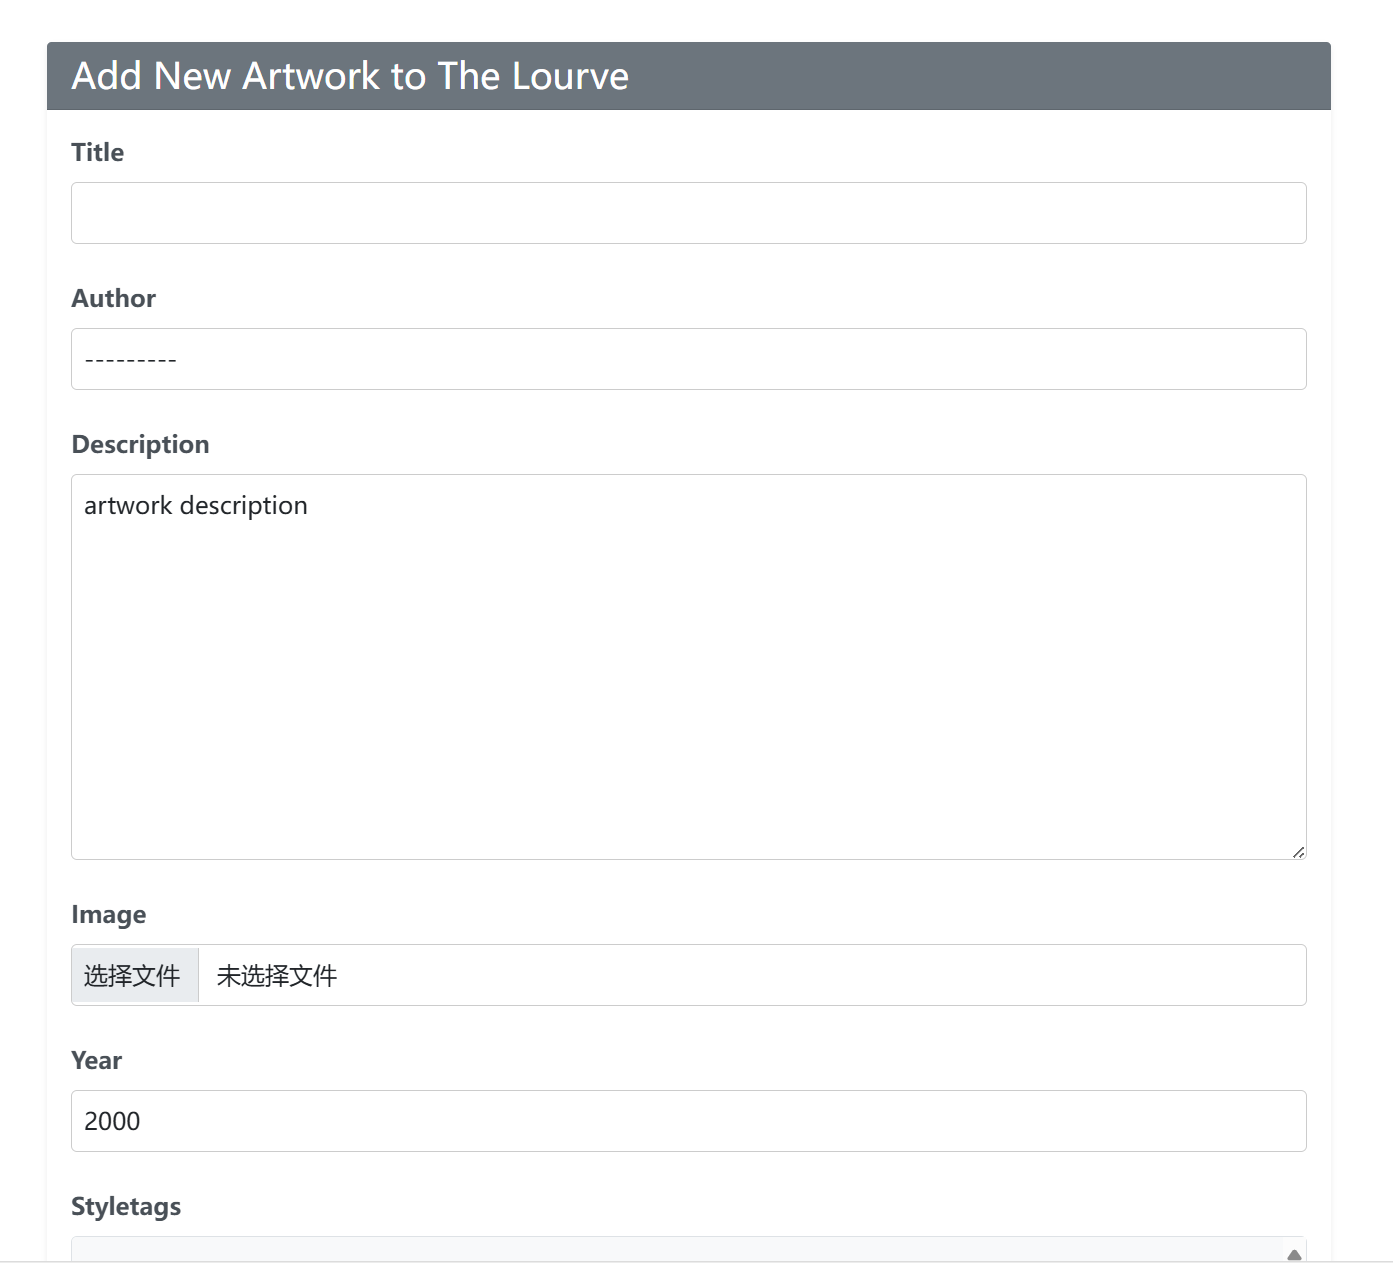 Add New Artwork to The Lourve
Title
Author
---------
Description
artwork description
Image
选择文件 未选择文件
Year
2000
Styletags